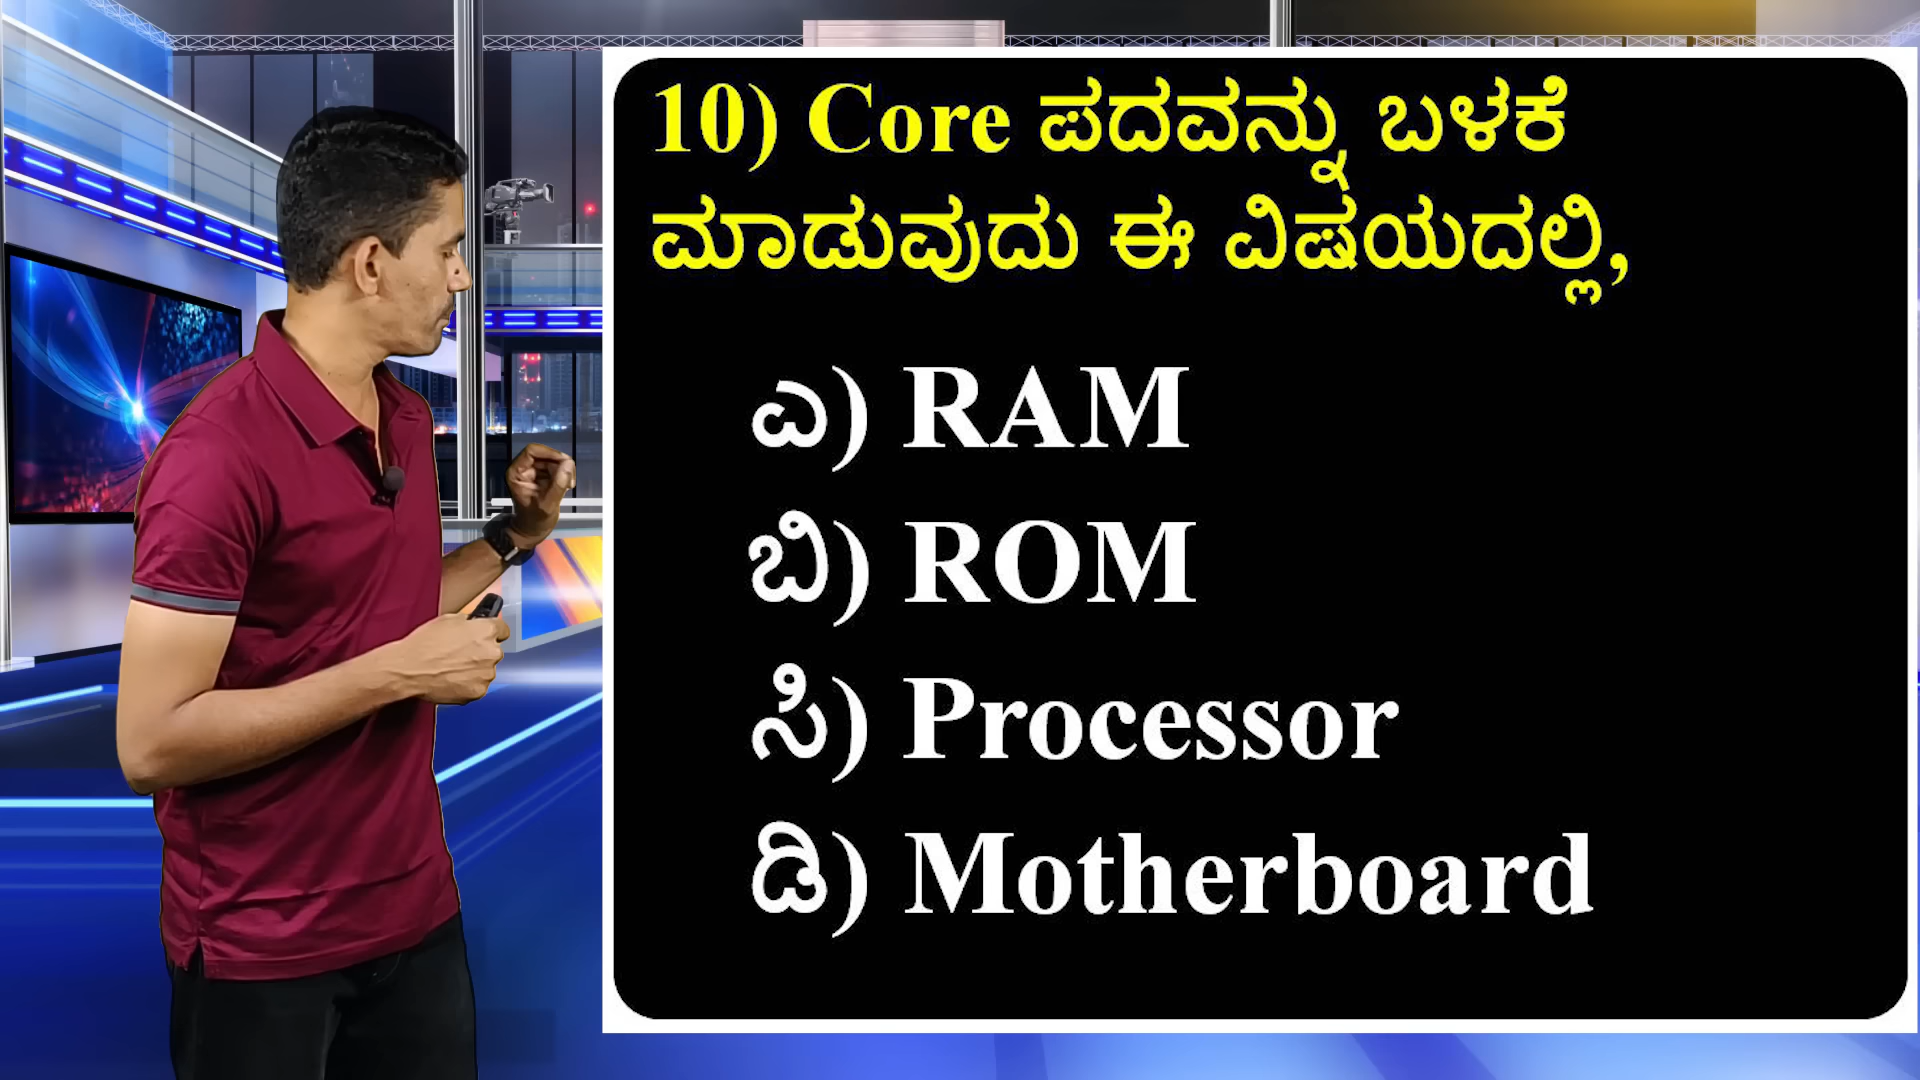 10) Core ಪದವನ್ನು ಬಳಕೆ
ಮಾಡುವುದು ಈ ವಿಷಯದಲ್ಲಿ,
ಎ) RAM
ಬಿ) ROM
ಸಿ) Processor
ಡಿ) Motherboard